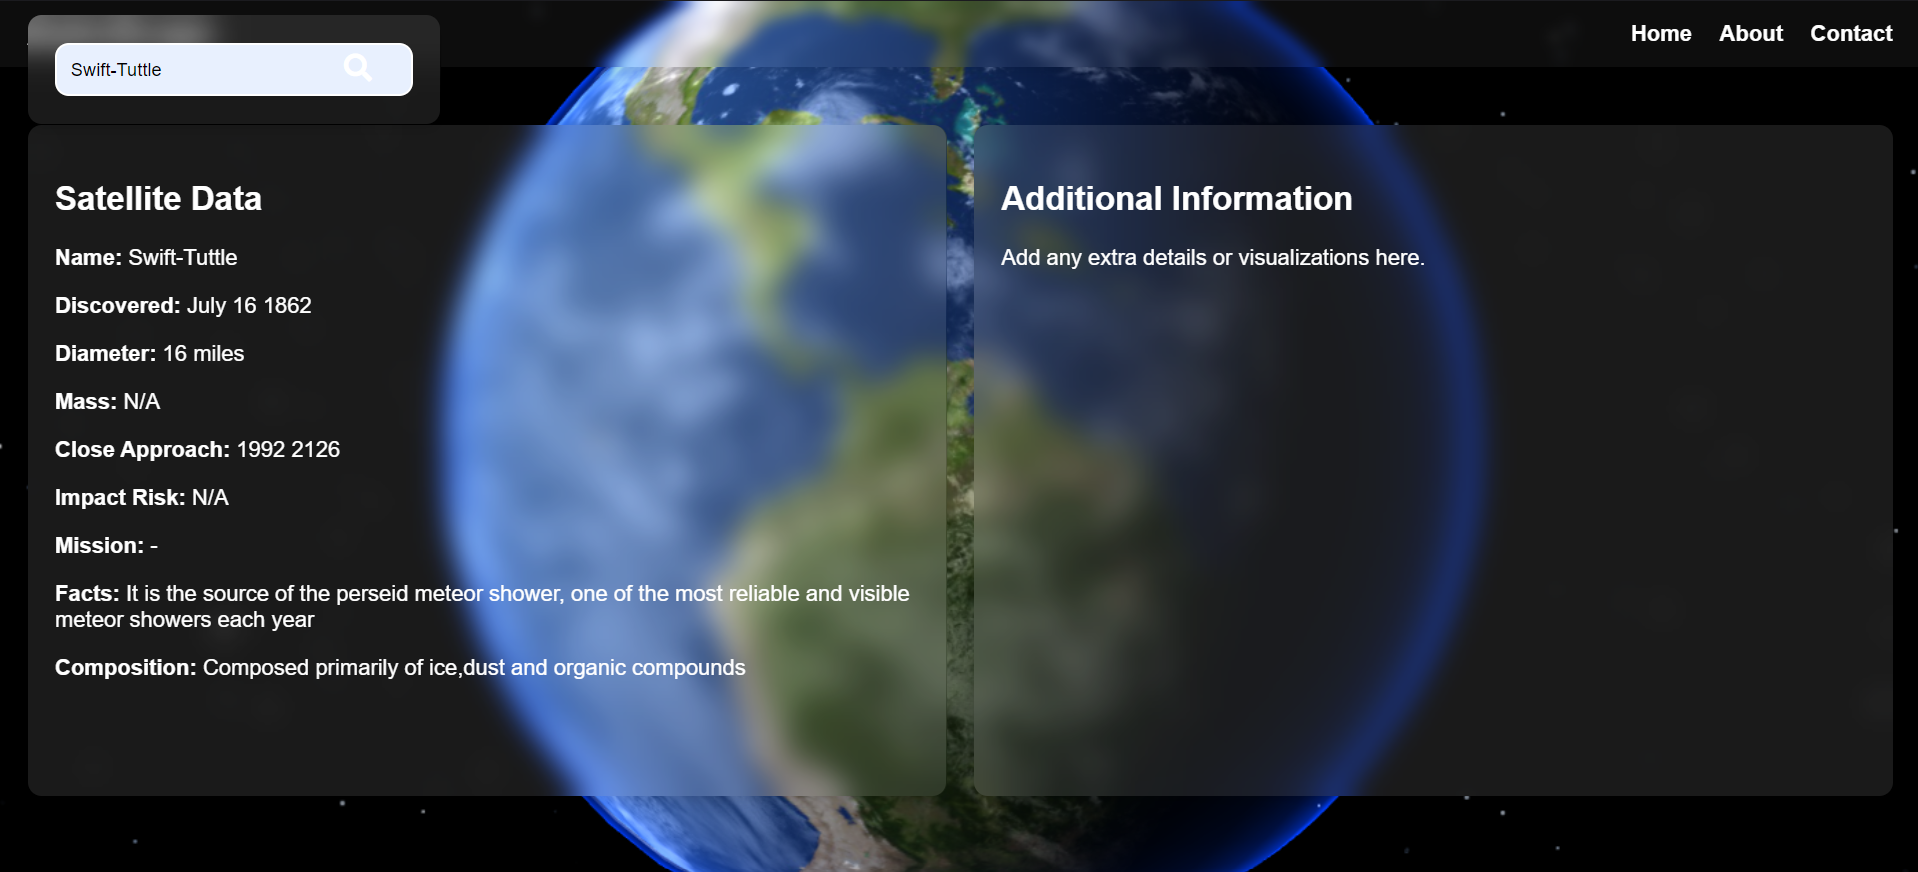 Home About Contact
Swift-Tuttle
Satellite Data
Name: Swift-Tuttle
Discovered: July 16 1862
Diameter: 16 miles
Mass: N/A
Close Approach: 1992 2126
Impact Risk: N/A
Mission: -
Facts: It is the source of the perseid meteor shower, one of the most reliable and visible
meteor showers each year
Composition: Composed primarily of ice,dust and organic compounds
Additional Information
Add any extra details or visualizations here.